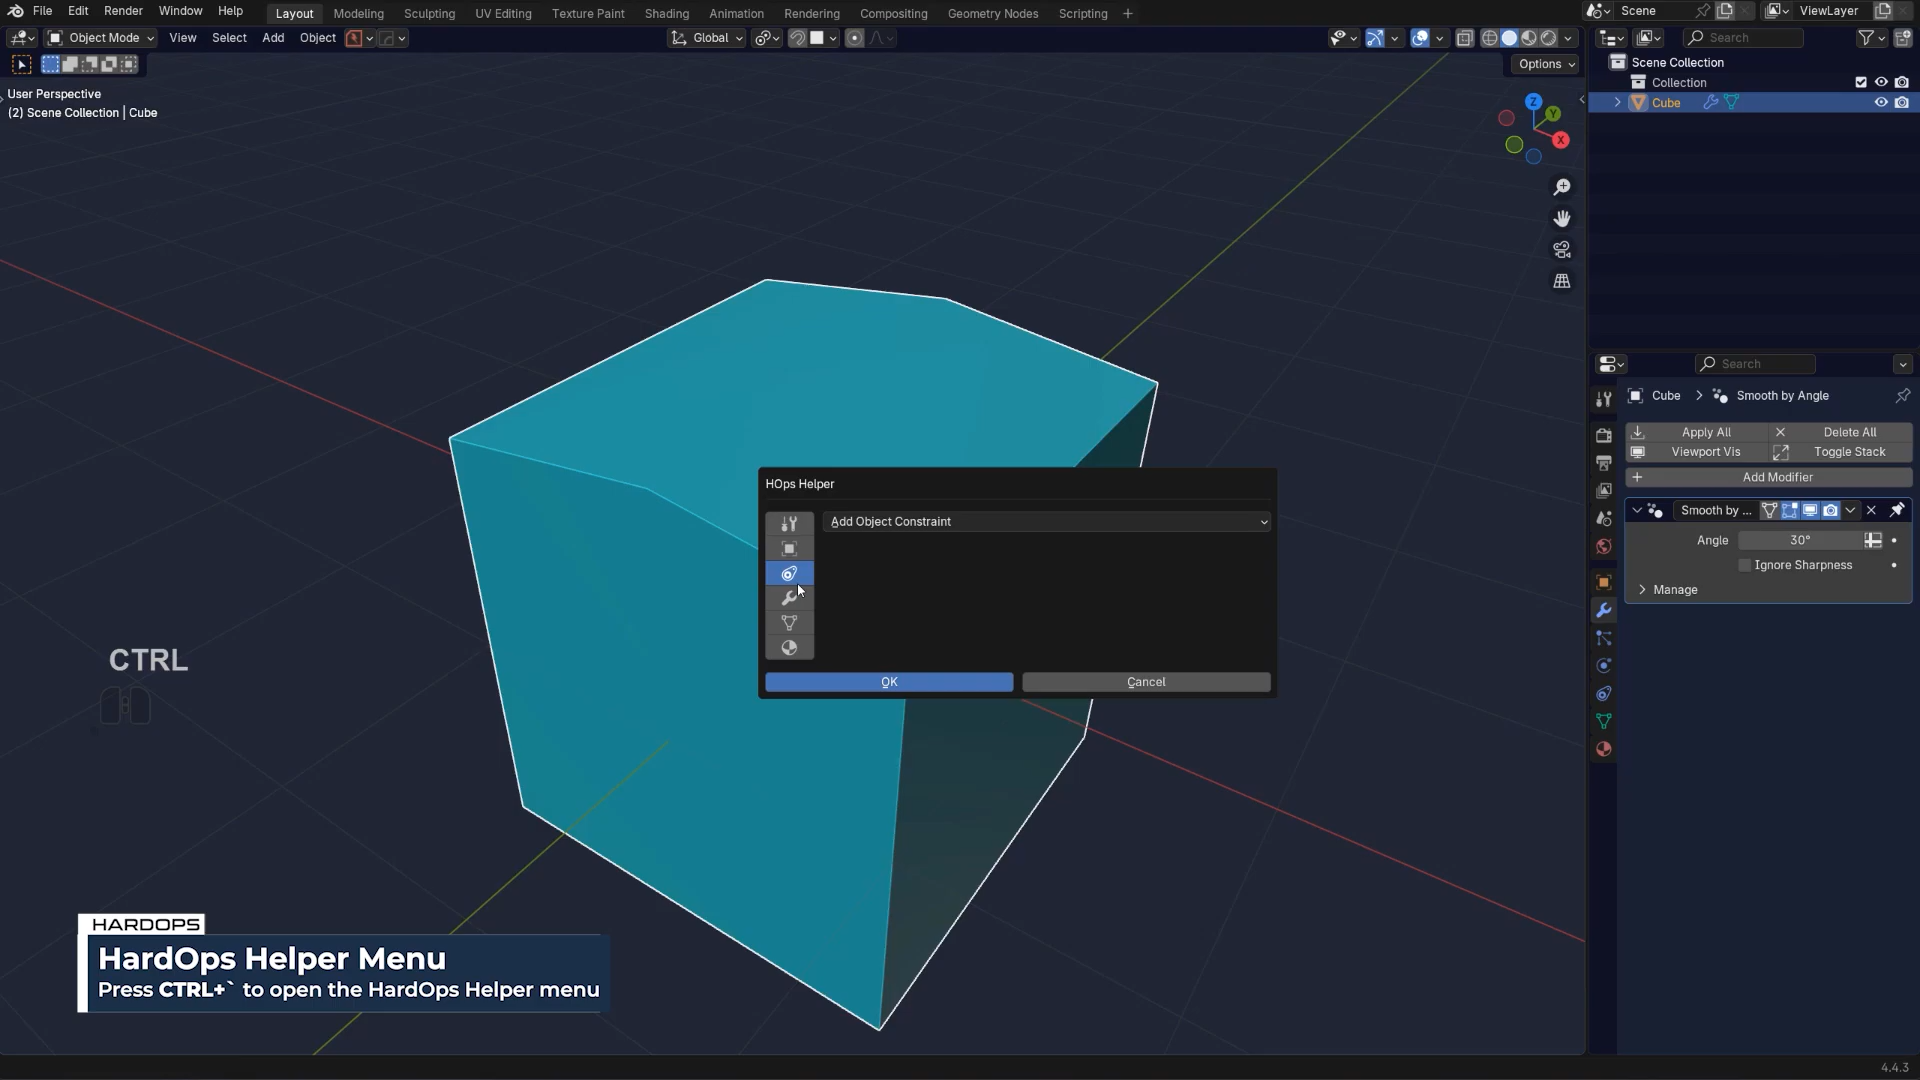 File Edit Render Window Help Layout Modeling Sculpting UV Editing Texture Paint Shading Animation Rendering Compositing Geometry Nodes Scripting + Scene ViewLayer
Object Mode View Select Add Object Global Search
Options
User Perspective
(2) Scene Collection | Cube
Z
Y
X
Scene Collection
Collection
Cube
Search
Cube > Smooth by Angle
Apply All Delete All
Viewport Vis Toggle Stack
+ Add Modifier
Smooth by ...
Angle 30°
Ignore Sharpness
Manage
HOps Helper
Add Object Constraint
OK Cancel
CTRL
HARDOPS
HardOps Helper Menu
Press CTRL+` to open the HardOps Helper menu
4.4.3